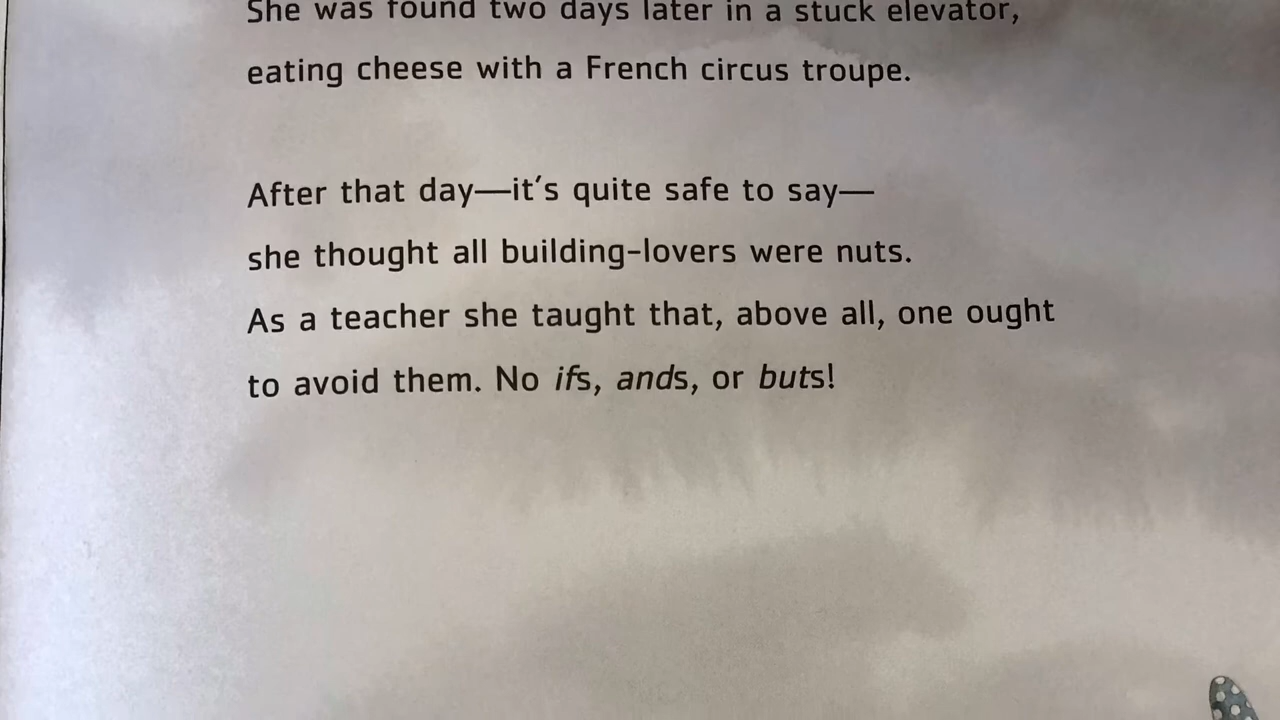 She was found two days later in a stuck elevator,
eating cheese with a French circus troupe.
After that day—it's quite safe to say—
she thought all building-lovers were nuts.
As a teacher she taught that, above all, one ought
to avoid them. No ifs, ands, or buts!